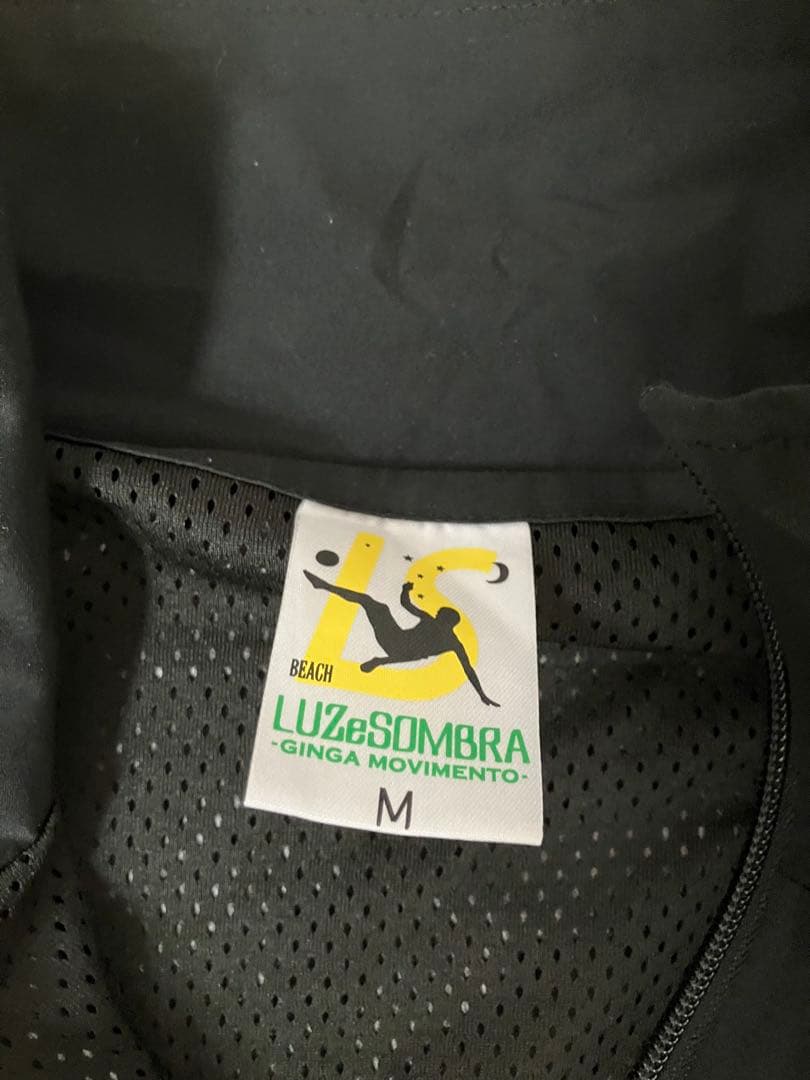 LS
BEACH
LUZeSOMBRA
-GINGA MOVIMENTO-
M